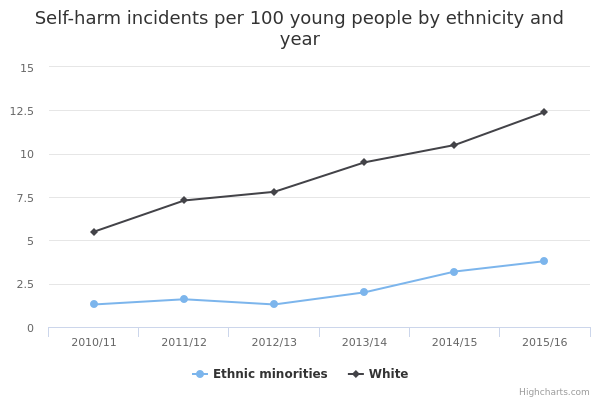 Self-harm incidents per 100 young people by ethnicity and
year
15
12.5
10
7.5
5
2.5
0
2010/11 2011/12 2012/13 2013/14 2014/15 2015/16
Ethnic minorities White
Highcharts.com